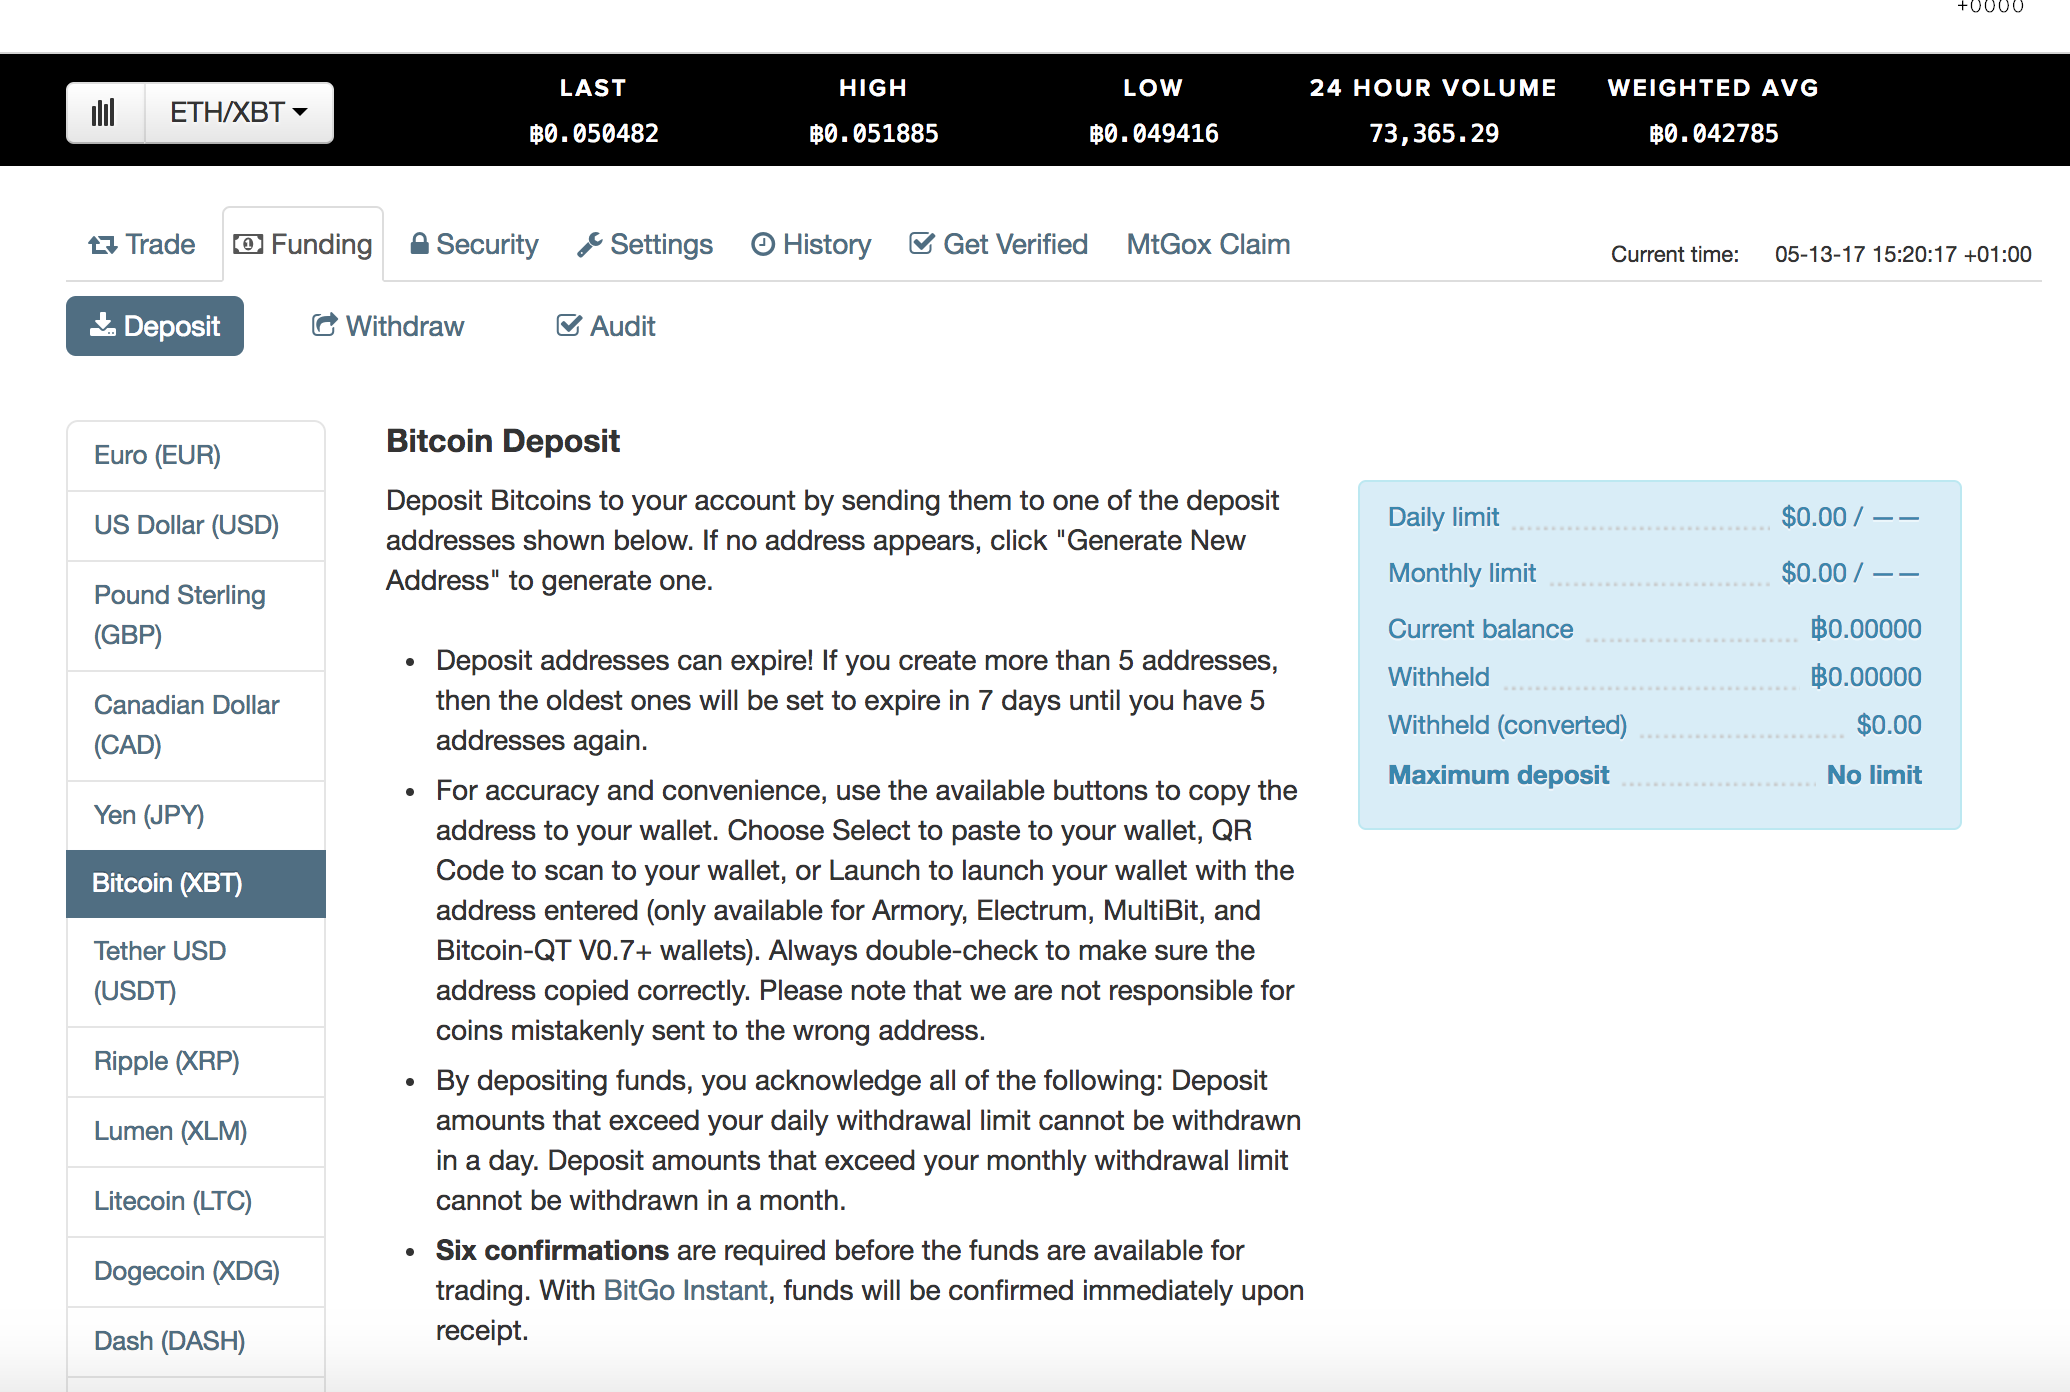 +0000
ETH/XBT
LAST
HIGH
LOW
24 HOUR VOLUME
WEIGHTED AVG
฿0.050482
฿0.051885
฿0.049416
73,365.29
฿0.042785
Trade
Funding
Security
Settings
History
Get Verified
MtGox Claim
Current time: 05-13-17 15:20:17 +01:00
Deposit
Withdraw
Audit
Euro (EUR)
US Dollar (USD)
Pound Sterling
(GBP)
Canadian Dollar
(CAD)
Yen (JPY)
Bitcoin (XBT)
Tether USD
(USDT)
Ripple (XRP)
Lumen (XLM)
Litecoin (LTC)
Dogecoin (XDG)
Dash (DASH)
Bitcoin Deposit
Deposit Bitcoins to your account by sending them to one of the deposit
addresses shown below. If no address appears, click "Generate New
Address" to generate one.
• Deposit addresses can expire! If you create more than 5 addresses,
then the oldest ones will be set to expire in 7 days until you have 5
addresses again.
• For accuracy and convenience, use the available buttons to copy the
address to your wallet. Choose Select to paste to your wallet, QR
Code to scan to your wallet, or Launch to launch your wallet with the
address entered (only available for Armory, Electrum, MultiBit, and
Bitcoin-QT V0.7+ wallets). Always double-check to make sure the
address copied correctly. Please note that we are not responsible for
coins mistakenly sent to the wrong address.
• By depositing funds, you acknowledge all of the following: Deposit
amounts that exceed your daily withdrawal limit cannot be withdrawn
in a day. Deposit amounts that exceed your monthly withdrawal limit
cannot be withdrawn in a month.
• Six confirmations are required before the funds are available for
trading. With BitGo Instant, funds will be confirmed immediately upon
receipt.
Daily limit $0.00 / — —
Monthly limit $0.00 / — —
Current balance ฿0.00000
Withheld ฿0.00000
Withheld (converted) $0.00
Maximum deposit No limit